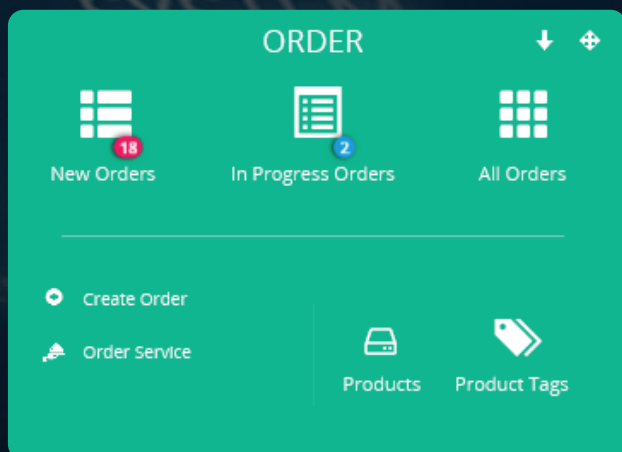 ORDER
18
2
New Orders
In Progress Orders
All Orders
Create Order
Order Service
Products
Product Tags